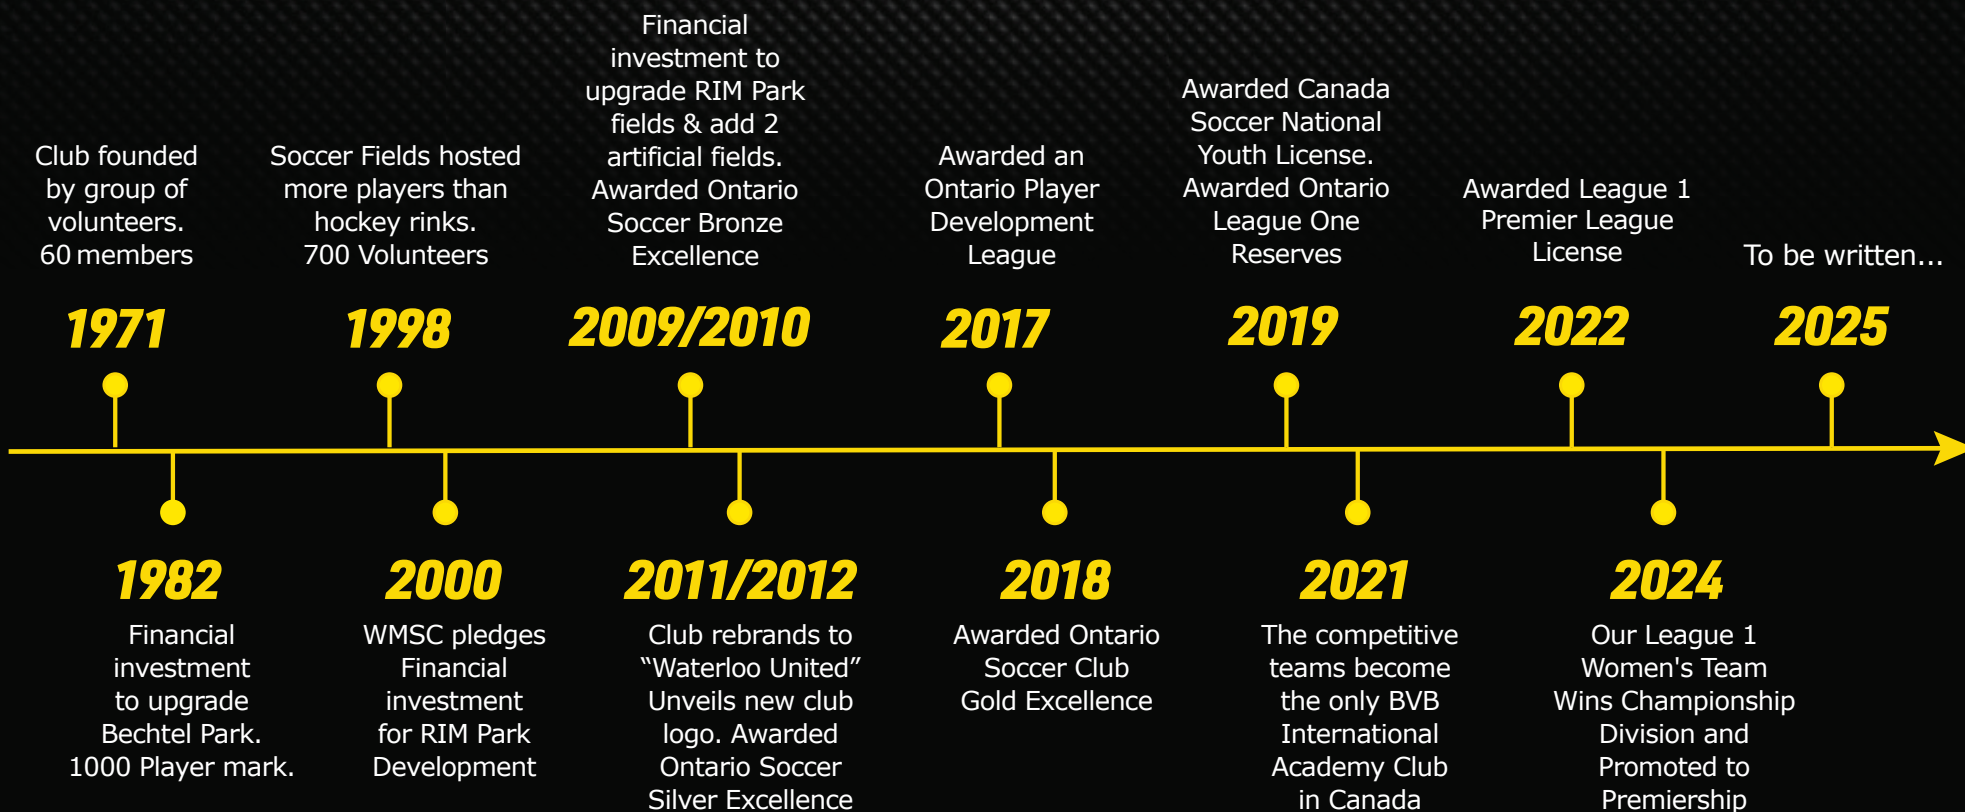 Club founded
by group of
volunteers.
60 members
1971
Soccer Fields hosted
more players than
hockey rinks.
700 Volunteers
1998
Financial
investment to
upgrade RIM Park
fields & add 2
artificial fields.
Awarded Ontario
Soccer Bronze
Excellence
2009/2010
Awarded an
Ontario Player
Development
League
2017
Awarded Canada
Soccer National
Youth License.
Awarded Ontario
League One
Reserves
2019
Awarded League 1
Premier League
License
2022
To be written...
2025
1982
Financial
investment
to upgrade
Bechtel Park.
1000 Player mark.
2000
WMSC pledges
Financial
investment
for RIM Park
Development
2011/2012
Club rebrands to
“Waterloo United”
Unveils new club
logo. Awarded
Ontario Soccer
Silver Excellence
2018
Awarded Ontario
Soccer Club
Gold Excellence
2021
The competitive
teams become
the only BVB
International
Academy Club
in Canada
2024
Our League 1
Women's Team
Wins Championship
Division and
Promoted to
Premiership